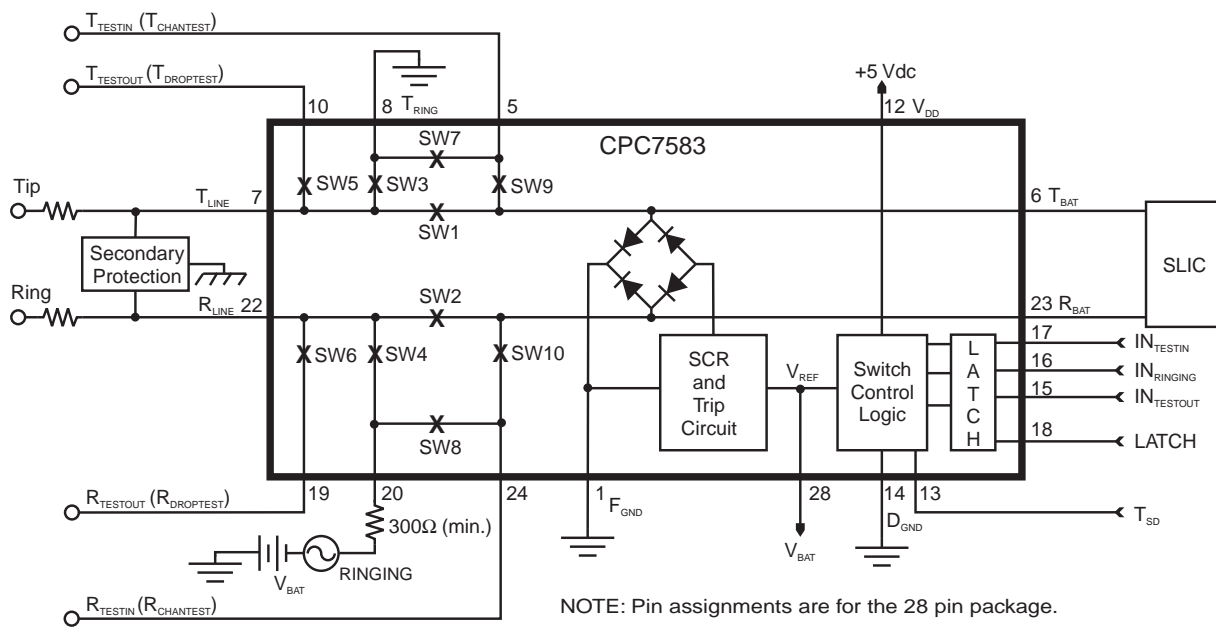 TTESTIN (TCHANTEST)
TTESTOUT (TDROPTEST)
10
8 TRING
5
+5 Vdc
12 VDD
CPC7583
SW7
SW5
SW3
SW9
Tip
TLINE 7
SW1
6 TBAT
Secondary
Protection
SLIC
Ring
RLINE 22
SW2
23 RBAT
SW6
SW4
SW10
SW8
SCR
and
Trip
Circuit
VREF
Switch
Control
Logic
L
A
T
C
H
17 INTESTIN
16 INRINGING
15 INTESTOUT
18 LATCH
19
20
24
1 FGND
28
14
13
RTESTOUT (RDROPTEST)
300Ω (min.)
DGND
TSD
VBAT
RINGING
VBAT
RTESTIN (RCHANTEST)
NOTE: Pin assignments are for the 28 pin package.